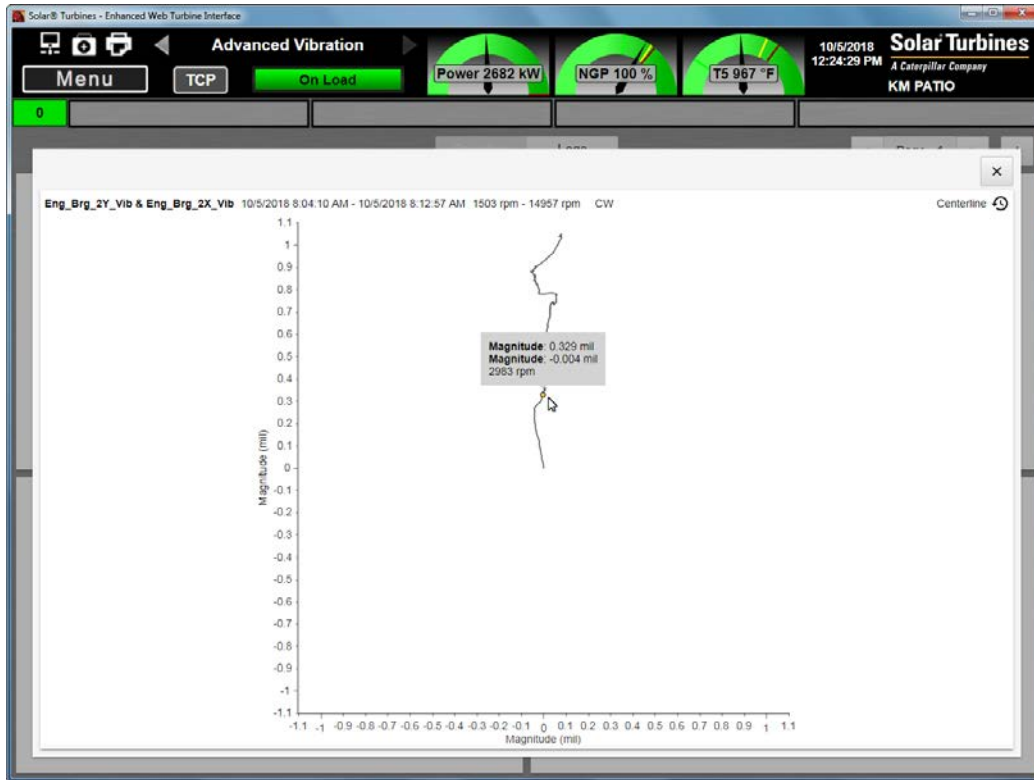 Solar® Turbines - Enhanced Web Turbine Interface
Advanced Vibration
Menu
TCP
On Load
Power 2682 kW
NGP 100 %
T5 967 °F
10/5/2018
12:24:29 PM
Solar Turbines
A Caterpillar Company
KM PATIO
0
Eng_Brg_2Y_Vib & Eng_Brg_2X_Vib 10/5/2018 8:04:10 AM - 10/5/2018 8:12:57 AM 1503 rpm - 14957 rpm CW
Centerline
1.1
1
0.9
0.8
0.7
0.6
0.5
0.4
0.3
0.2
0.1
0
-0.1
-0.2
-0.3
-0.4
-0.5
-0.6
-0.7
-0.8
-0.9
-1
-1.1
Magnitude (mil)
Magnitude: 0.329 mil
Magnitude: -0.004 mil
2983 rpm
-1.1 -1 -0.9 -0.8 -0.7 -0.6 -0.5 -0.4 -0.3 -0.2 -0.1 0 0.1 0.2 0.3 0.4 0.5 0.6 0.7 0.8 0.9 1 1.1
Magnitude (mil)